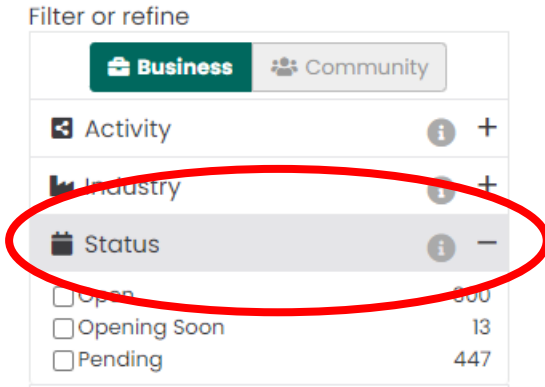 Filter or refine
Business Community
Activity
Industry
Status
Open
Opening Soon 13
Pending 447